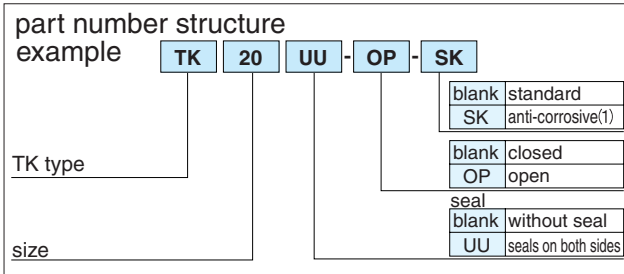 part number structure
example TK 20 UU - OP - SK
blank standard
SK anti-corrosive(1)
TK type
blank closed
OP open
seal
blank without seal
UU seals on both sides
size